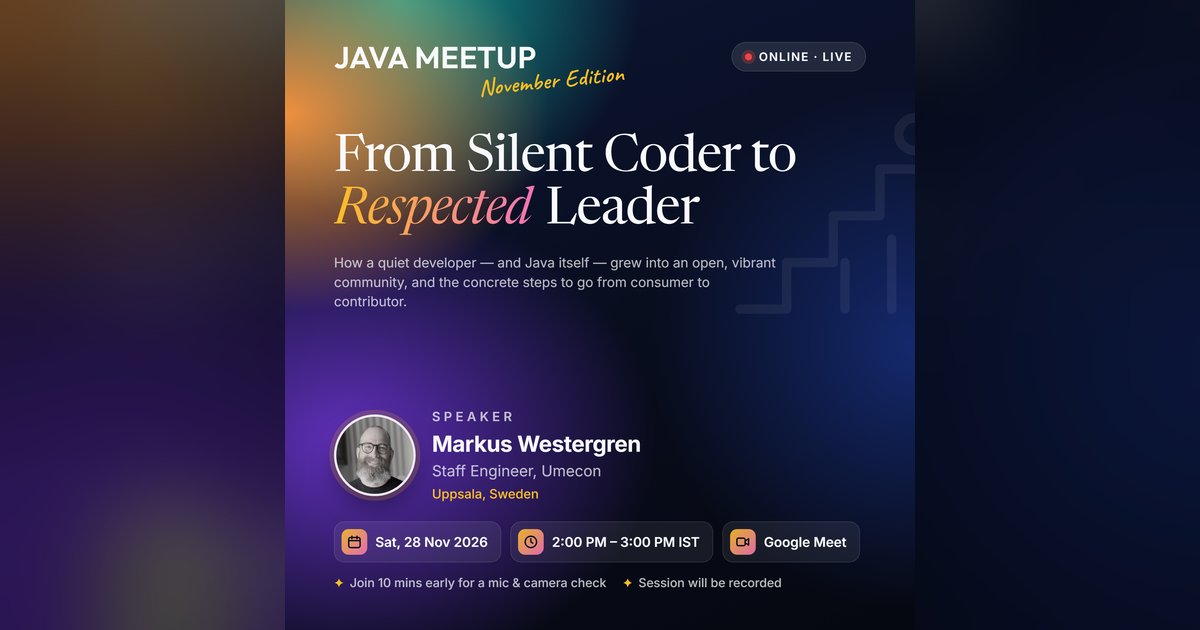 JAVA MEETUP
November Edition
ONLINE · LIVE
From Silent Coder to
Respected Leader
How a quiet developer — and Java itself — grew into an open, vibrant
community, and the concrete steps to go from consumer to
contributor.
SPEAKER
Markus Westergren
Staff Engineer, Umecon
Uppsala, Sweden
Sat, 28 Nov 2026
2:00 PM – 3:00 PM IST
Google Meet
✦ Join 10 mins early for a mic & camera check ✦ Session will be recorded